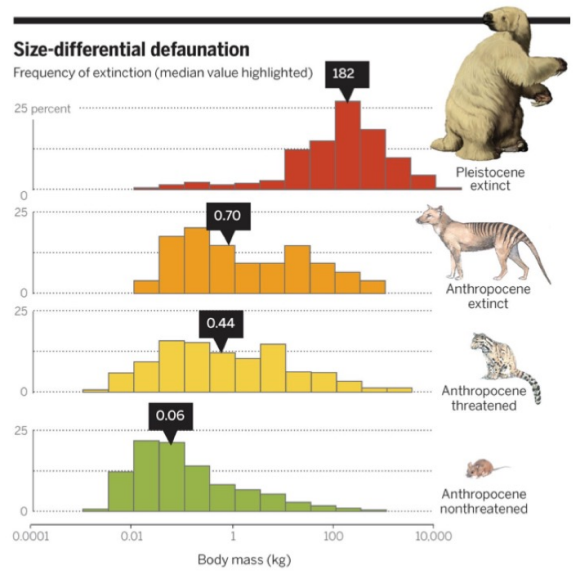 Size-differential defaunation
Frequency of extinction (median value highlighted)
182
25 percent
0
Pleistocene
extinct
25
0.70
0
Anthropocene
extinct
25
0.44
0
Anthropocene
threatened
25
0.06
0
Anthropocene
nonthreatened
0.0001 0.01 1 100 10,000
Body mass (kg)